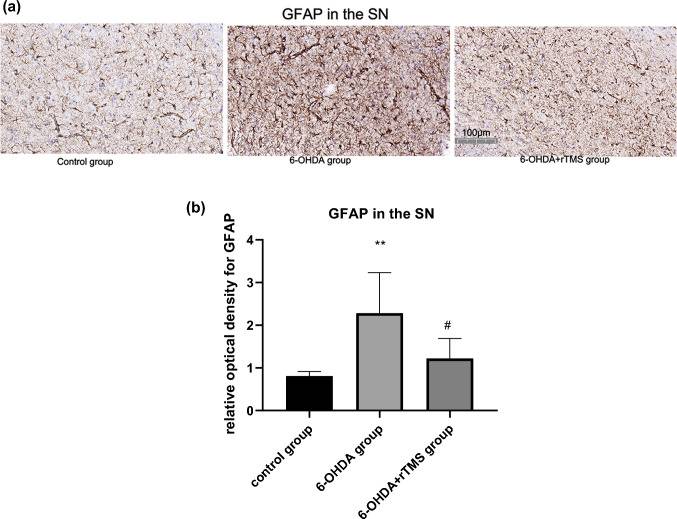 (a)
GFAP in the SN
100µm
Control group
6-OHDA group
6-OHDA+rTMS group
(b)
GFAP in the SN
relative optical density for GFAP
4
3
2
1
0
**
#
control group
6-OHDA group
6-OHDA+rTMS group